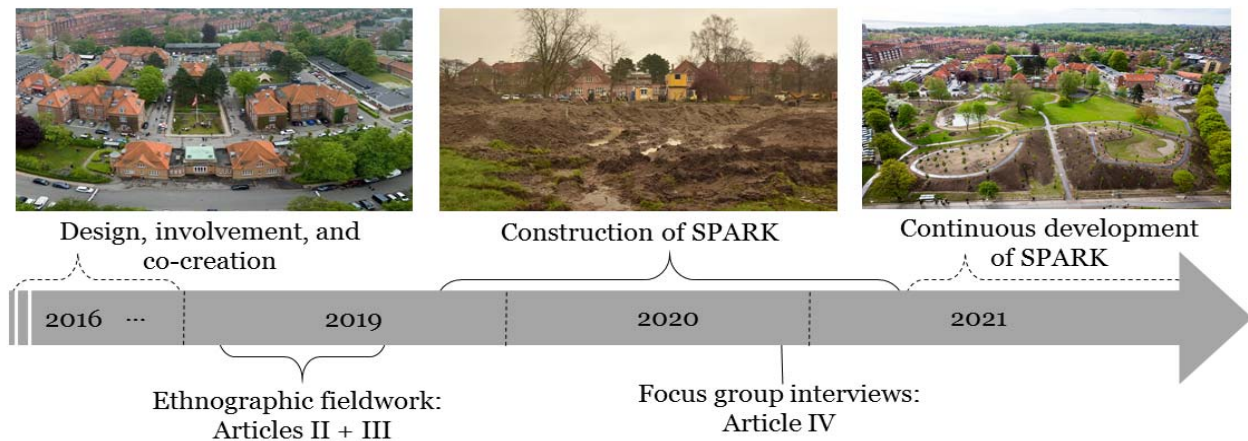 Design, involvement, and
co-creation
Construction of SPARK
Continuous development
of SPARK
2016 ... 2019 2020 2021
Ethnographic fieldwork:
Articles II + III
Focus group interviews:
Article IV